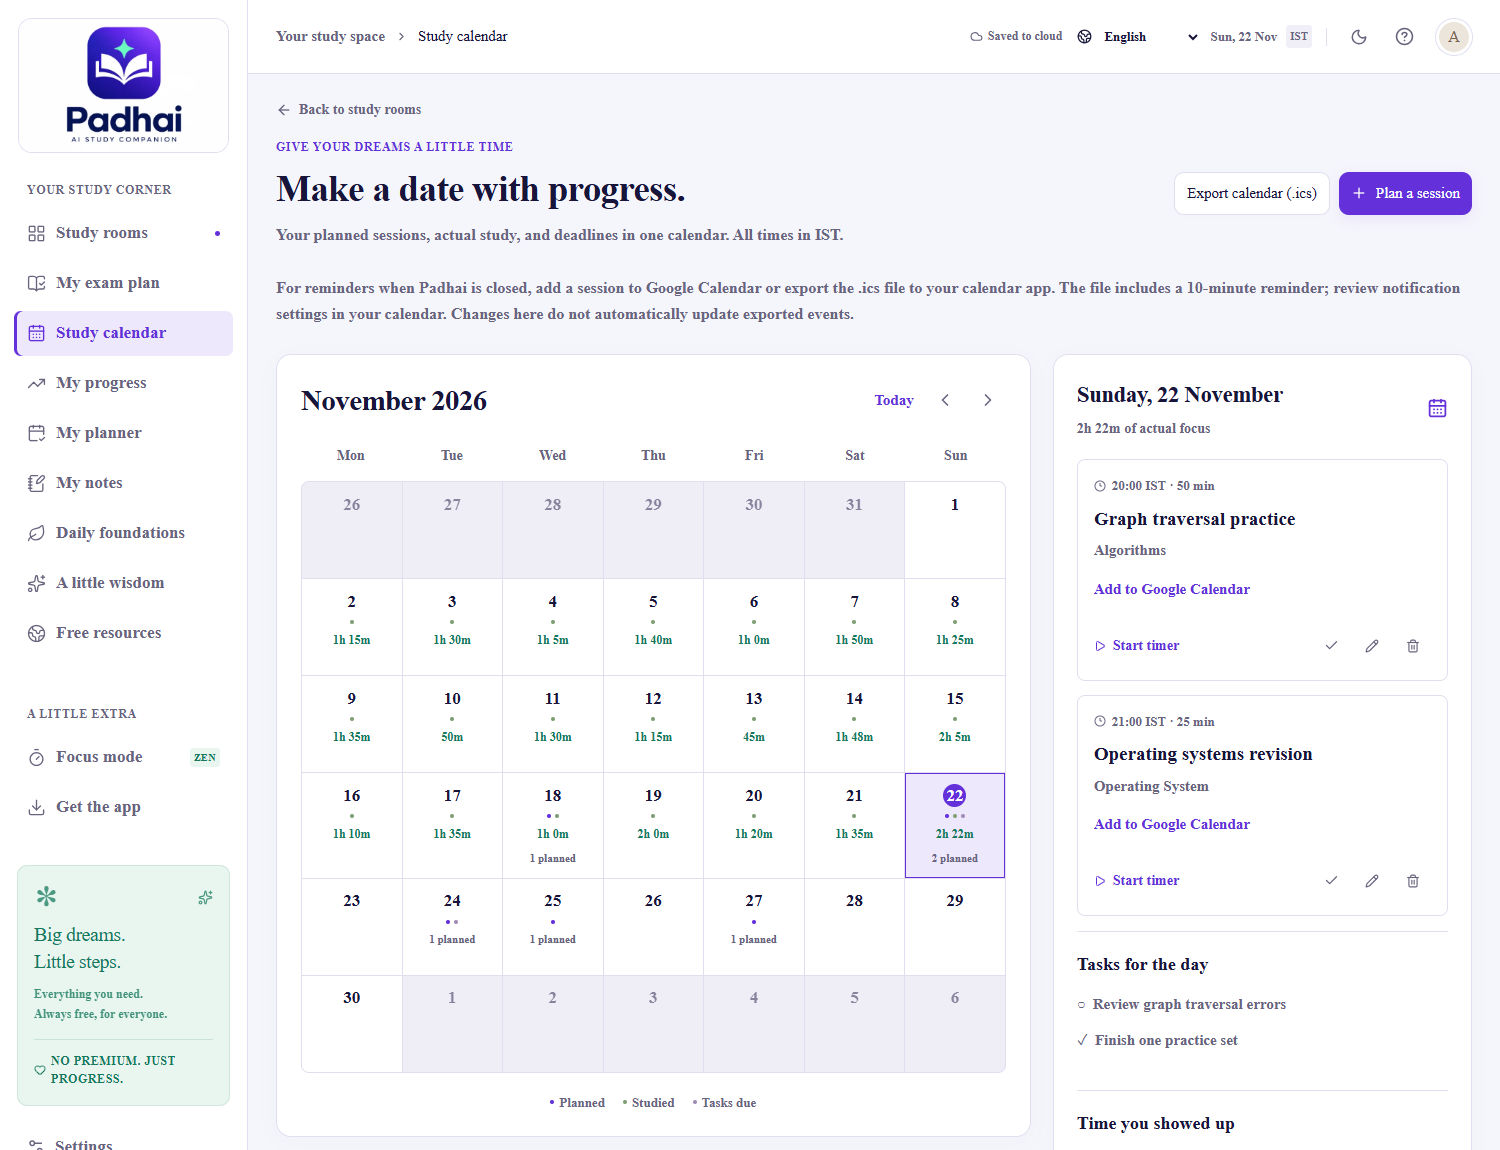 Padhai
AI STUDY COMPANION
YOUR STUDY CORNER
Study rooms
My exam plan
Study calendar
My progress
My planner
My notes
Daily foundations
A little wisdom
Free resources
A LITTLE EXTRA
Focus mode ZEN
Get the app
Big dreams.
Little steps.
Everything you need.
Always free, for everyone.
NO PREMIUM. JUST
PROGRESS.
Settings
Your study space > Study calendar
Saved to cloud English Sun, 22 Nov IST ? A
← Back to study rooms
GIVE YOUR DREAMS A LITTLE TIME
Make a date with progress.
Export calendar (.ics) + Plan a session
Your planned sessions, actual study, and deadlines in one calendar. All times in IST.
For reminders when Padhai is closed, add a session to Google Calendar or export the .ics file to your calendar app. The file includes a 10-minute reminder; review notification
settings in your calendar. Changes here do not automatically update exported events.
November 2026 Today
Mon Tue Wed Thu Fri Sat Sun
26 27 28 29 30 31 1
2 3 4 5 6 7 8
1h 15m 1h 30m 1h 5m 1h 40m 1h 0m 1h 50m 1h 25m
9 10 11 12 13 14 15
1h 35m 50m 1h 30m 1h 15m 45m 1h 48m 2h 5m
16 17 18 19 20 21 22
1h 10m 1h 35m 1h 0m 2h 0m 1h 20m 1h 35m 2h 22m
1 planned 2 planned
23 24 25 26 27 28 29
1 planned 1 planned 1 planned
30 1 2 3 4 5 6
• Planned • Studied • Tasks due
Sunday, 22 November
2h 22m of actual focus
20:00 IST · 50 min
Graph traversal practice
Algorithms
Add to Google Calendar
Start timer
21:00 IST · 25 min
Operating systems revision
Operating System
Add to Google Calendar
Start timer
Tasks for the day
○ Review graph traversal errors
✓ Finish one practice set
Time you showed up